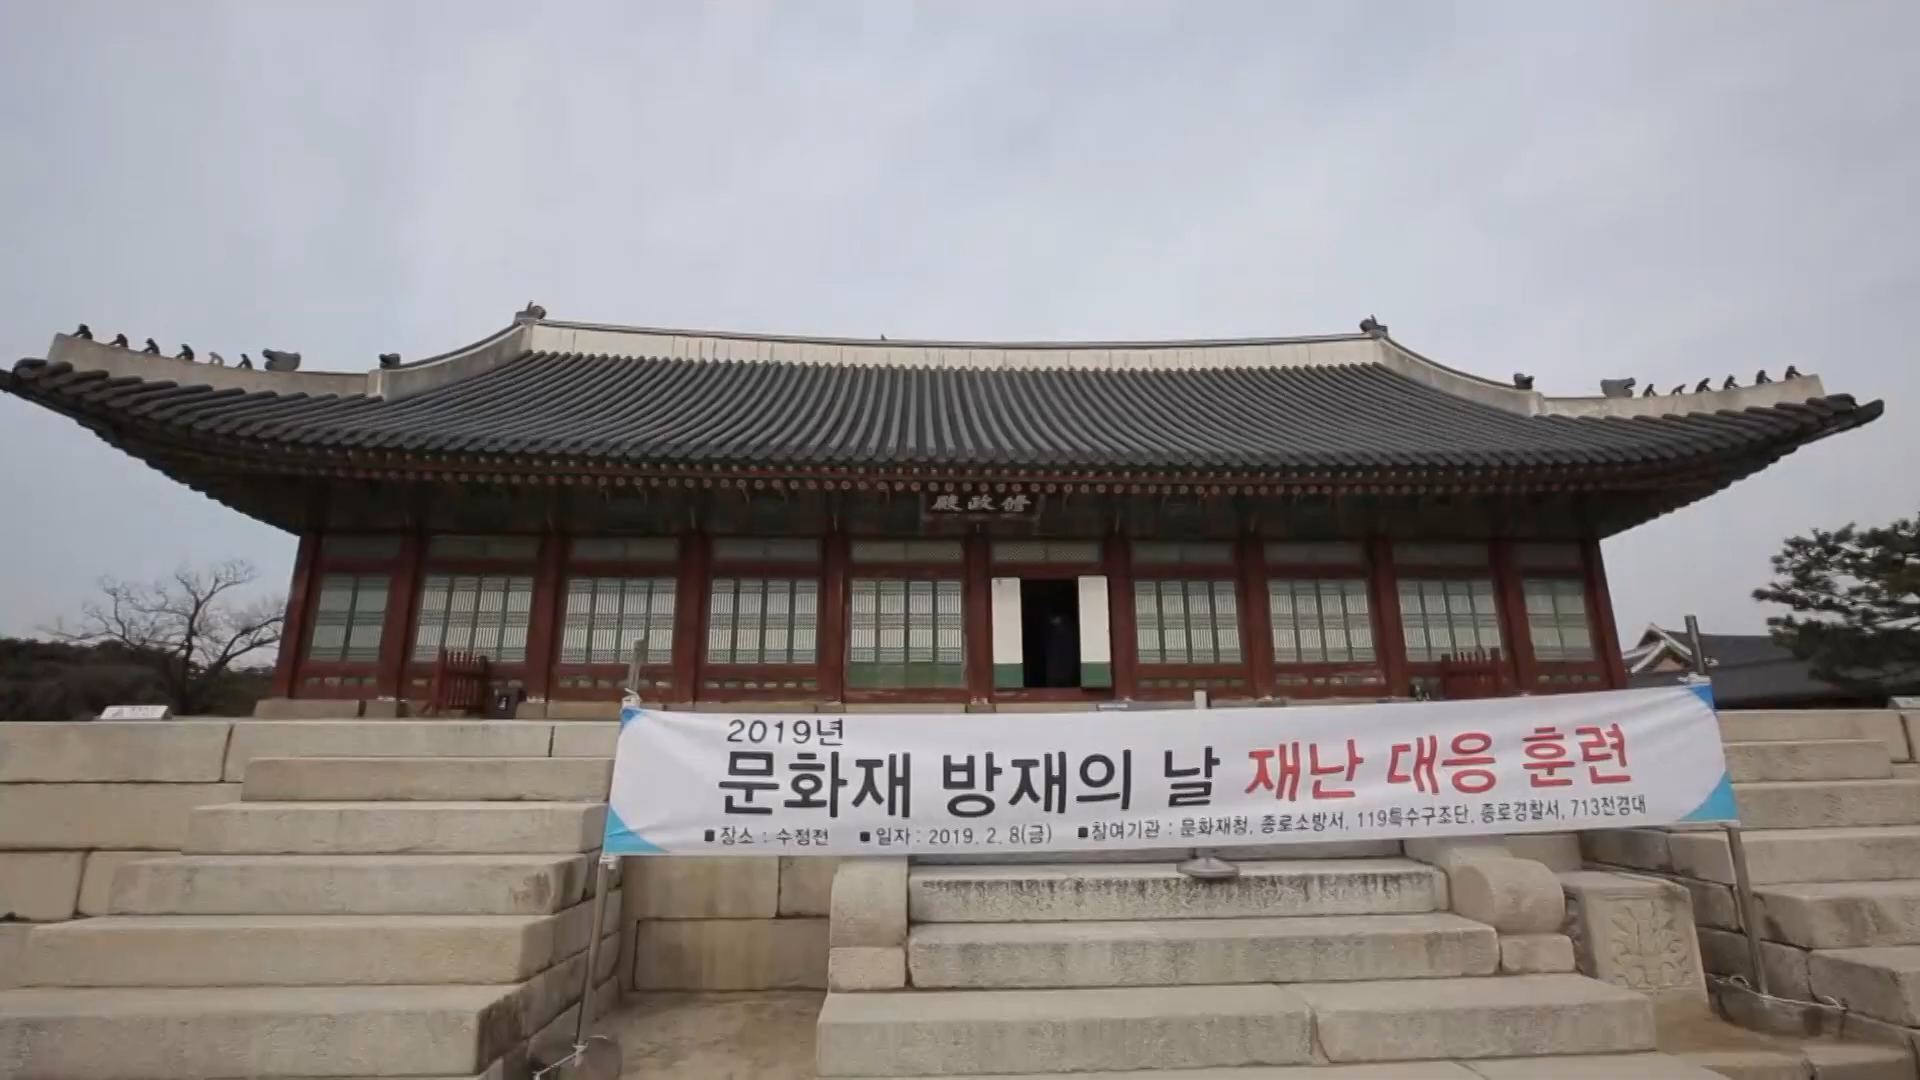 殿政修
2019년
문화재 방재의 날 재난 대응 훈련
■장소 : 수정전 ■일자 : 2019. 2. 8(금) ■참여기관 : 문화재청, 종로소방서, 119특수구조단, 종로경찰서, 713전경대